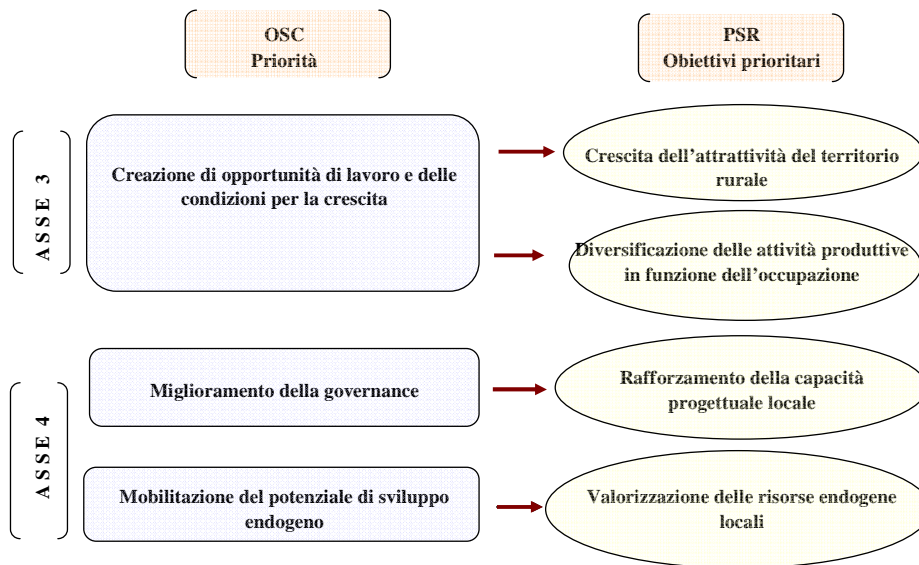 OSC
Priorità
PSR
Obiettivi prioritari
ASSE 3
Creazione di opportunità di lavoro e delle
condizioni per la crescita
Crescita dell’attrattività del territorio
rurale
Diversificazione delle attività produttive
in funzione dell’occupazione
ASSE 4
Miglioramento della governance
Rafforzamento della capacità
progettuale locale
Mobilitazione del potenziale di sviluppo
endogeno
Valorizzazione delle risorse endogene
locali